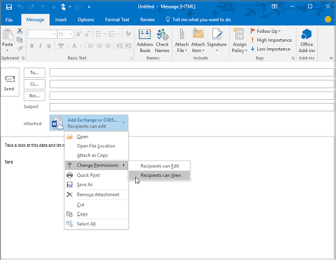 Untitled - Message (HTML)
File Message Insert Options Format Text Review Tell me what you want to do
Paste
Clipboard
Basic Text
Address Book
Check Names
Names
Attach File
Attach Item
Signature
Include
Assign Policy
Follow Up
High Importance
Low Importance
Tags
Office Add-ins
Add-ins
Send
To...
Cc...
Bcc...
Subject
Attached
Add Exchange or O365...
Recipients can edit
Take a look at this data and let m
Sara
Open
Open File Location
Attach as Copy
Change Permissions
Quick Print
Save As
Remove Attachment
Cut
Copy
Select All
Recipients can Edit
Recipients can View